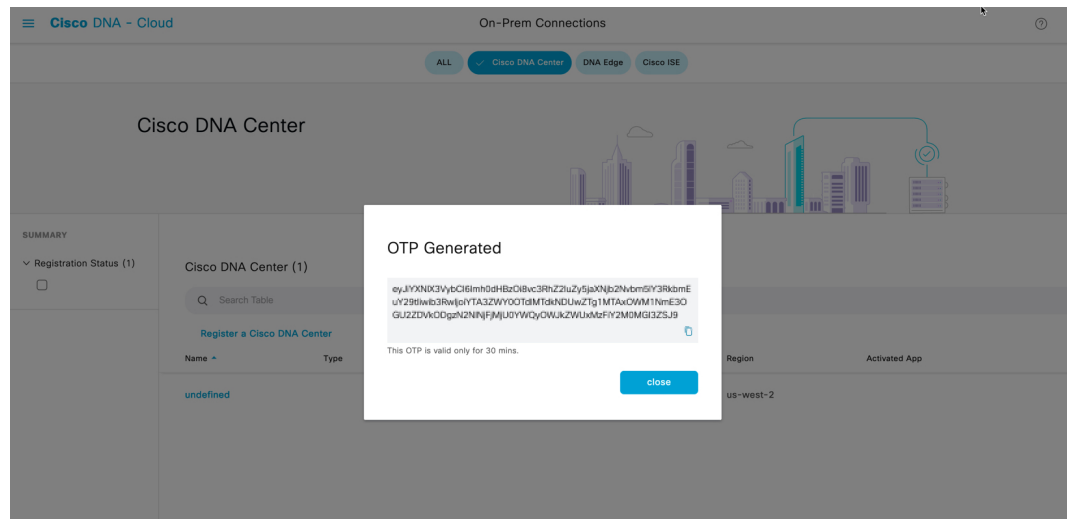 Cisco DNA - Cloud
On-Prem Connections
ALL
Cisco DNA Center
DNA Edge
Cisco ISE
Cisco DNA Center
SUMMARY
Registration Status (1)
Cisco DNA Center (1)
Search Table
Register a Cisco DNA Center
Name
Type
Region
Activated App
undefined
us-west-2
OTP Generated
This OTP is valid only for 30 mins.
close